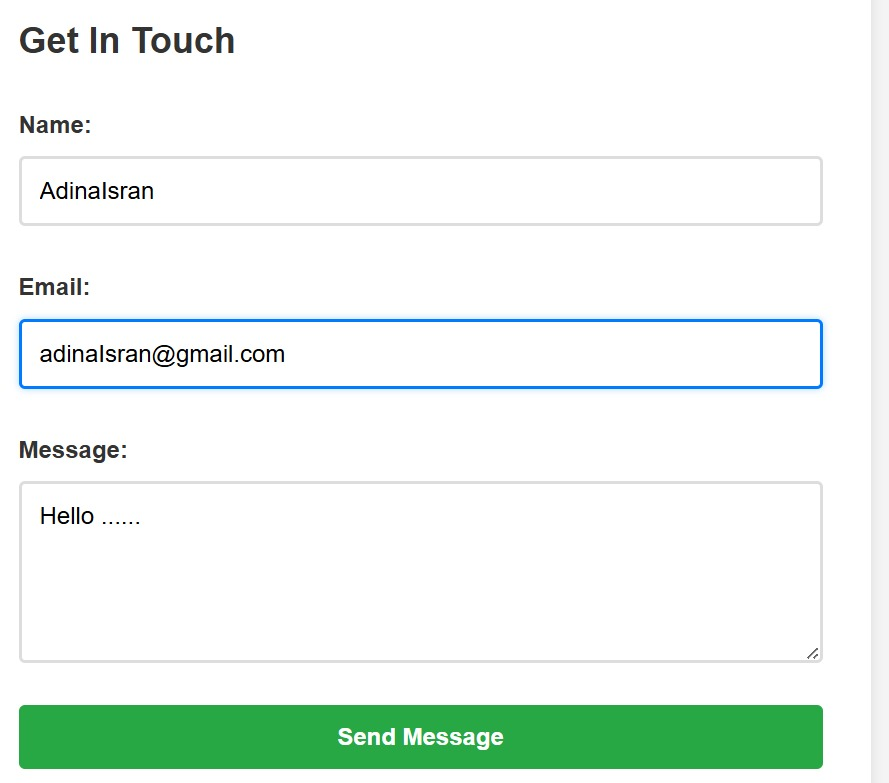 Get In Touch
Name:
AdinaIsran
Email:
adinaIsran@gmail.com
Message:
Hello ......
Send Message